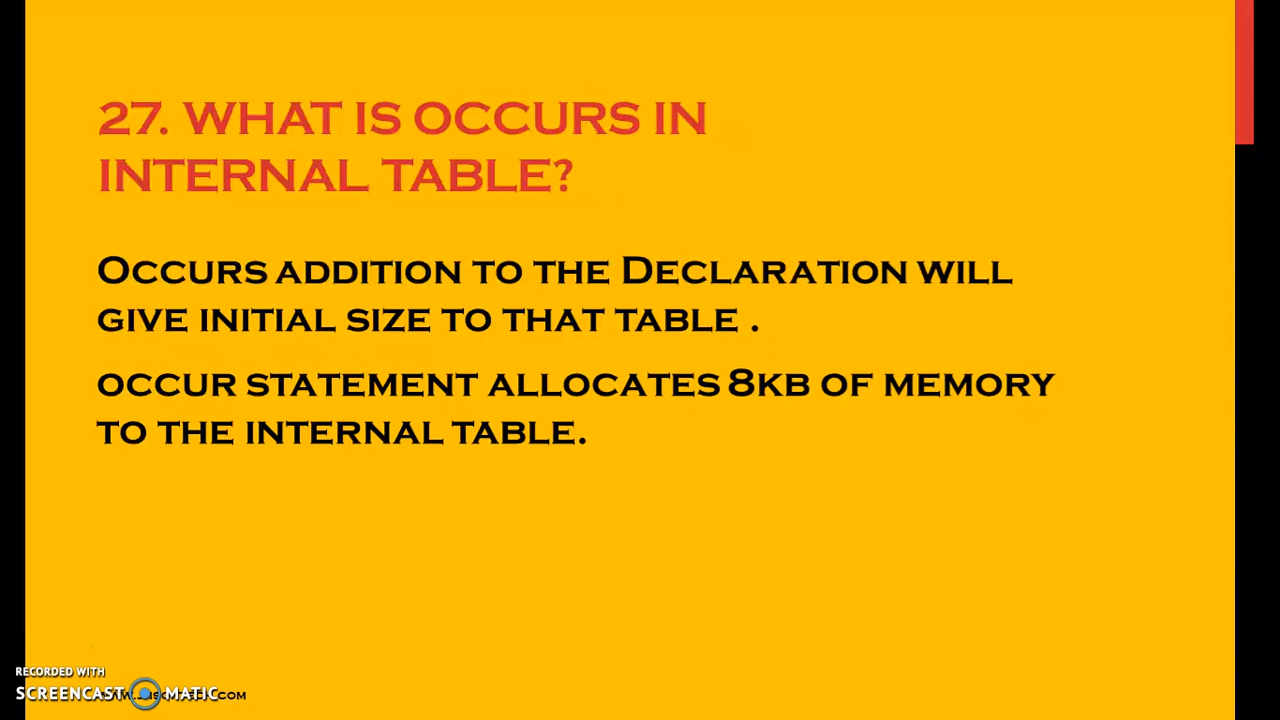 27. WHAT IS OCCURS IN
INTERNAL TABLE?
OCCURS ADDITION TO THE DECLARATION WILL
GIVE INITIAL SIZE TO THAT TABLE .
OCCUR STATEMENT ALLOCATES 8KB OF MEMORY
TO THE INTERNAL TABLE.
RECORDED WITH
SCREENCAST MATIC